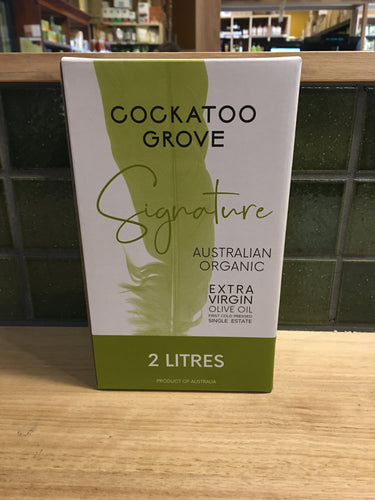 COCKATOO
GROVE
Signature
AUSTRALIAN
ORGANIC
EXTRA
VIRGIN
OLIVE OIL
FIRST COLD PRESSED
SINGLE ESTATE
2 LITRES
PRODUCT OF AUSTRALIA